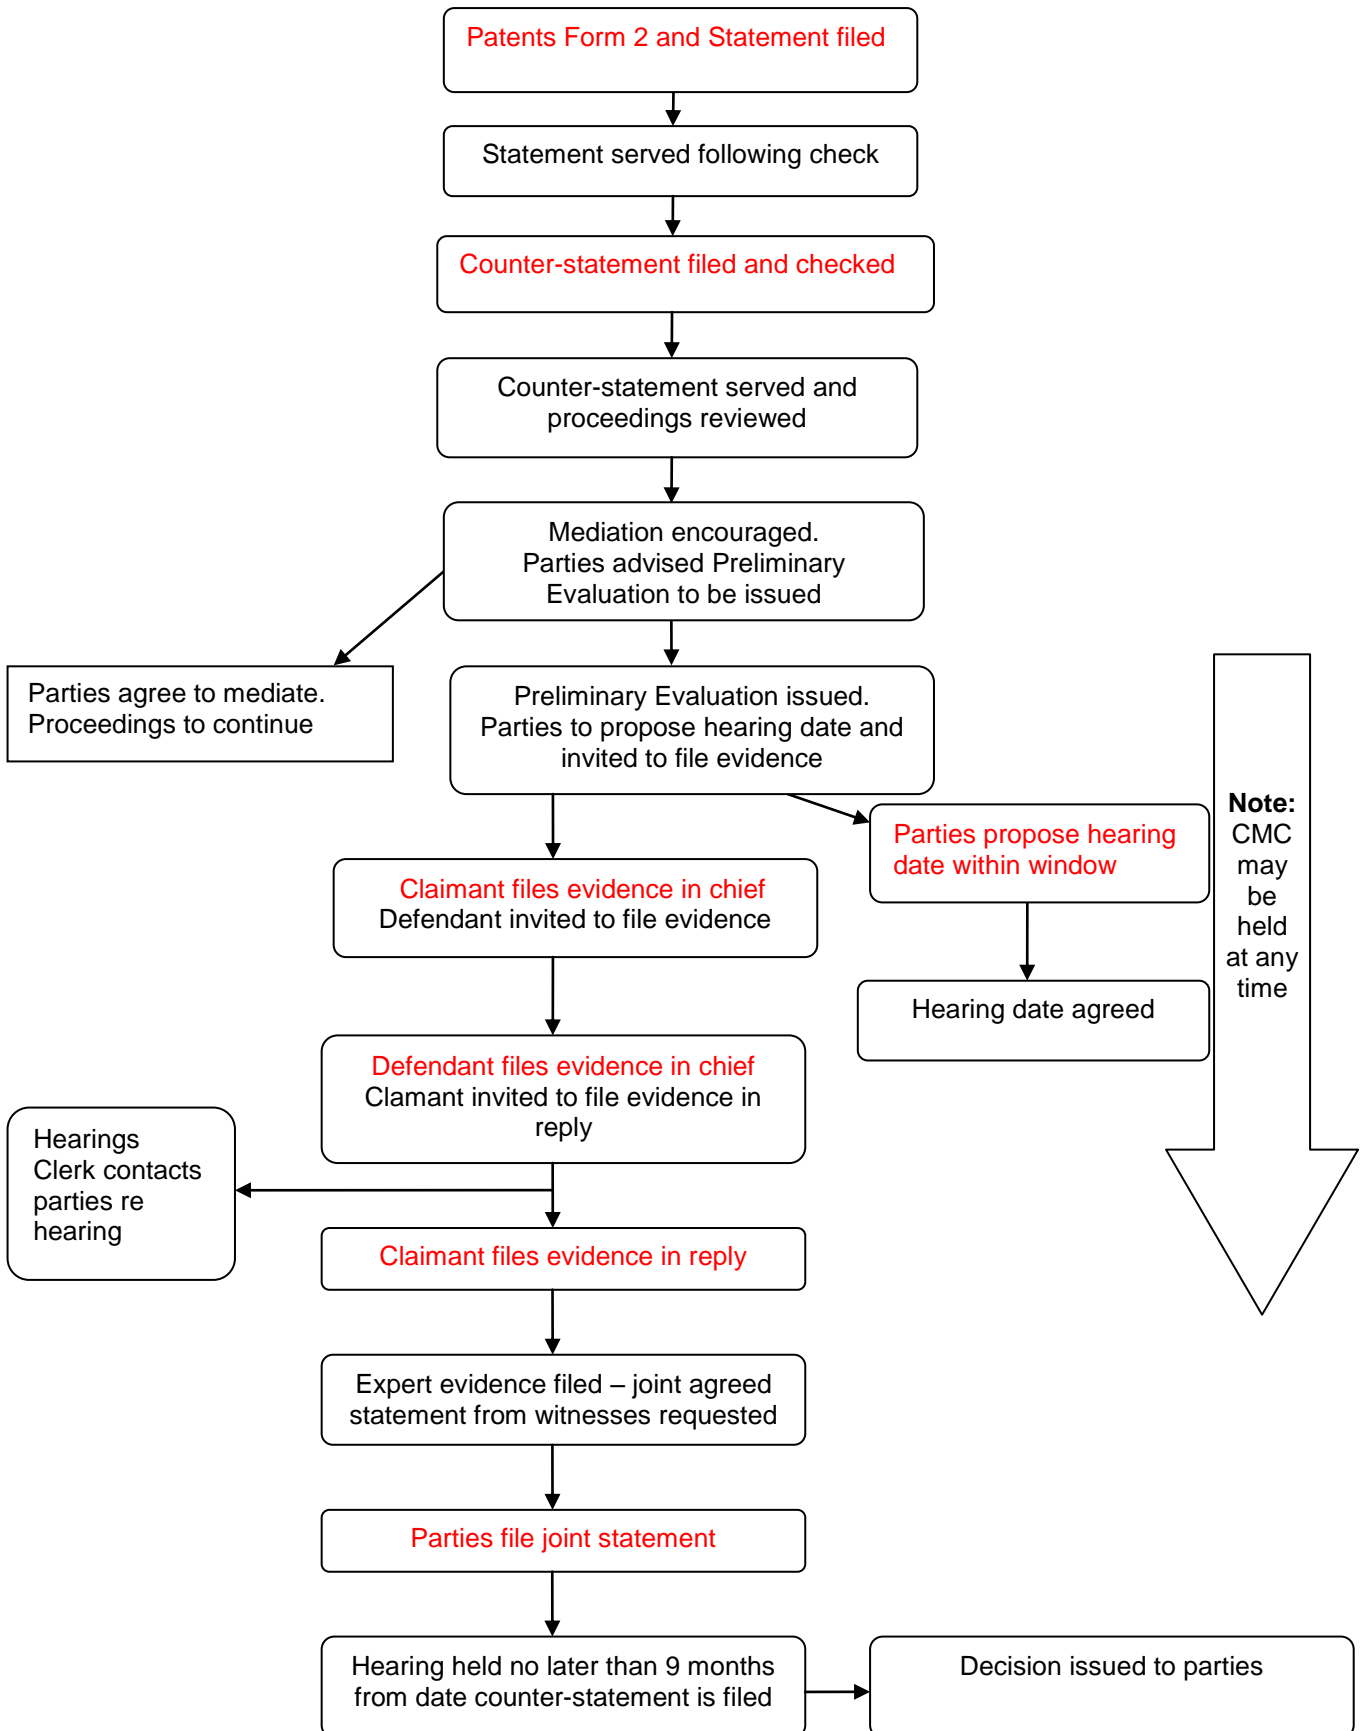 Patents Form 2 and Statement filed
Statement served following check
Counter-statement filed and checked
Counter-statement served and
proceedings reviewed
Mediation encouraged.
Parties advised Preliminary
Evaluation to be issued
Parties agree to mediate.
Proceedings to continue
Preliminary Evaluation issued.
Parties to propose hearing date and
invited to file evidence
Parties propose hearing
date within window
Hearing date agreed
Note:
CMC
may
be
held
at any
time
Claimant files evidence in chief
Defendant invited to file evidence
Defendant files evidence in chief
Clamant invited to file evidence in
reply
Hearings
Clerk contacts
parties re
hearing
Claimant files evidence in reply
Expert evidence filed – joint agreed
statement from witnesses requested
Parties file joint statement
Hearing held no later than 9 months
from date counter-statement is filed
Decision issued to parties